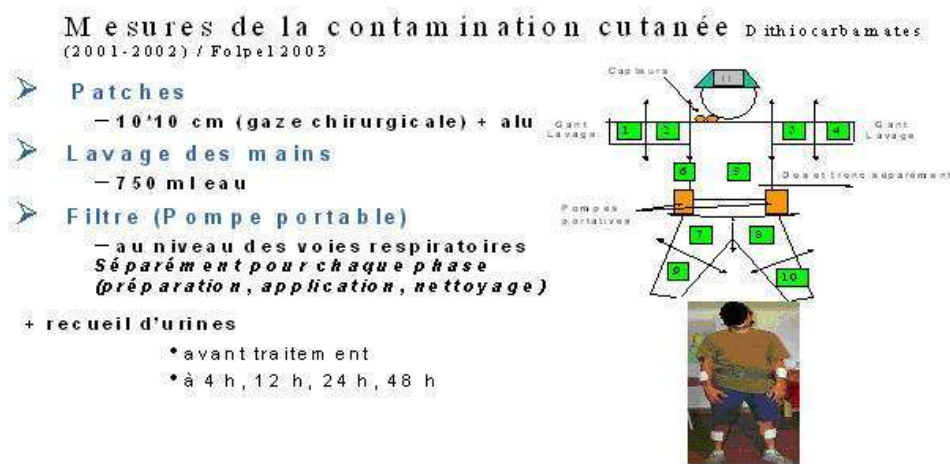 Mesures de la contamination cutanée Dithiocarbamates
(2001-2002) / Folpel 2003
Patches
– 10*10 cm (gaze chirurgicale) + alu
Lavage des mains
– 750 ml eau
Filtre (Pompe portable)
– au niveau des voies respiratoires
Séparément pour chaque phase
(préparation, application, nettoyage)
+ recueil d'urines
• avant traitement
• à 4 h, 12 h, 24 h, 48 h
Capteurs
11
Gant
Lavage
1
2
3
4
Gant
Lavage
6
5
Dos et tronc séparément
Pompes
portatives
7
8
9
10